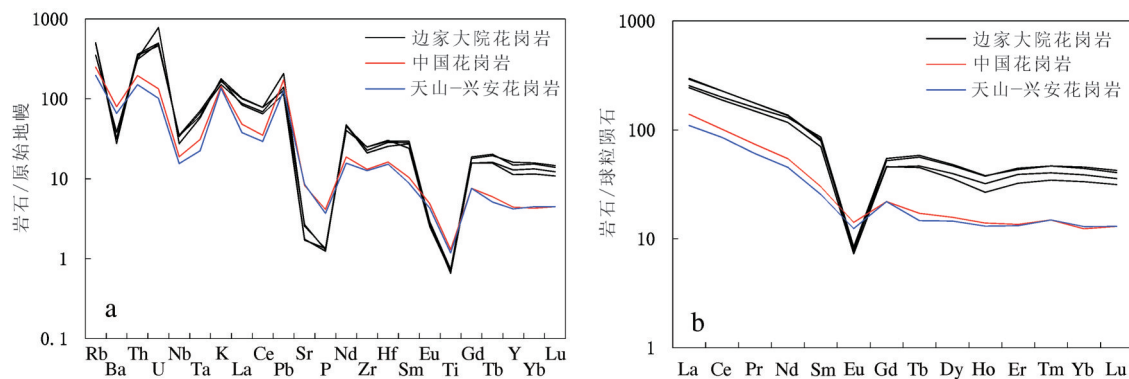 岩石/原始地幔
1000
100
10
1
0.1
边家大院花岗岩
中国花岗岩
天山-兴安花岗岩
a
Rb Th Nb K Ce Sr Nd Hf Eu Gd Y Lu
Ba U Ta La Pb P Zr Sm Ti Tb Yb
岩石/球粒陨石
1000
100
10
1
边家大院花岗岩
中国花岗岩
天山-兴安花岗岩
b
La Ce Pr Nd Sm Eu Gd Tb Dy Ho Er Tm Yb Lu